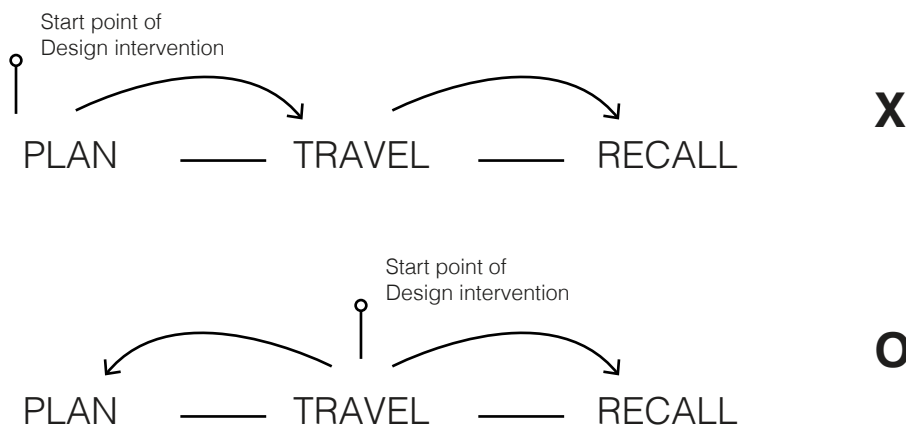 Start point of
Design intervention
PLAN TRAVEL RECALL X
Start point of
Design intervention
PLAN TRAVEL RECALL O